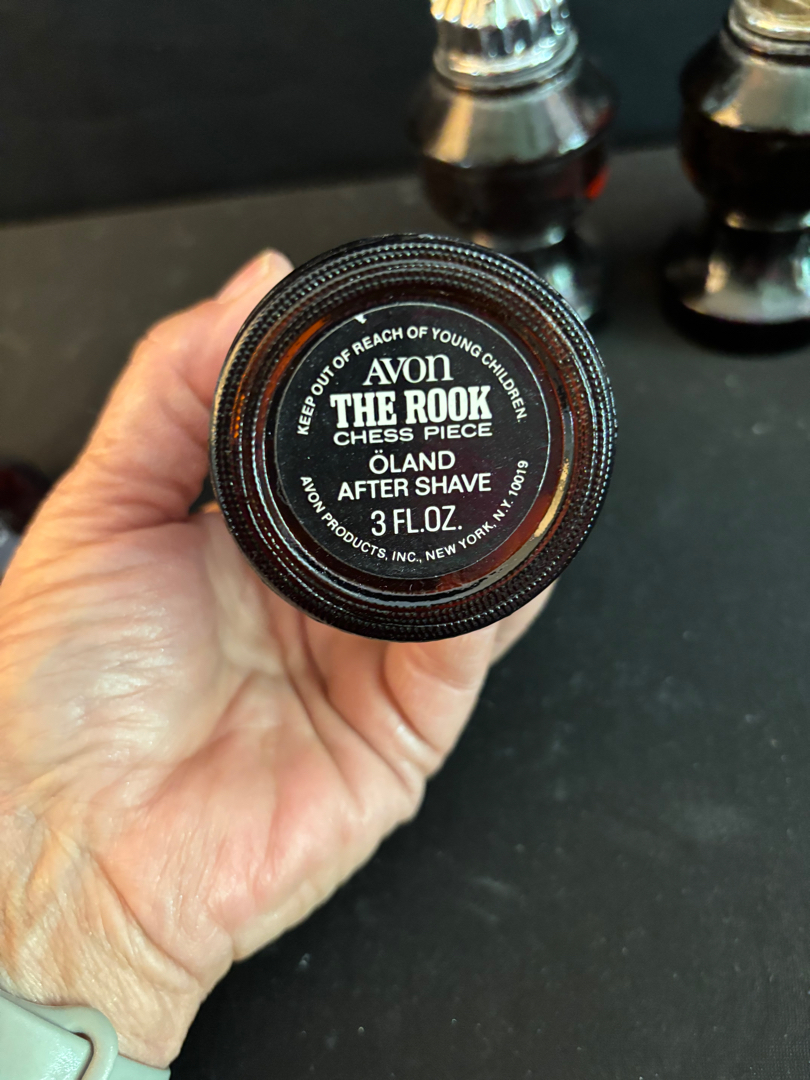 KEEP OUT OF REACH OF YOUNG CHILDREN.
AVON
THE ROOK
CHESS PIECE
ÖLAND
AFTER SHAVE
3 FL.OZ.
AVON PRODUCTS, INC., NEW YORK, N.Y. 10019